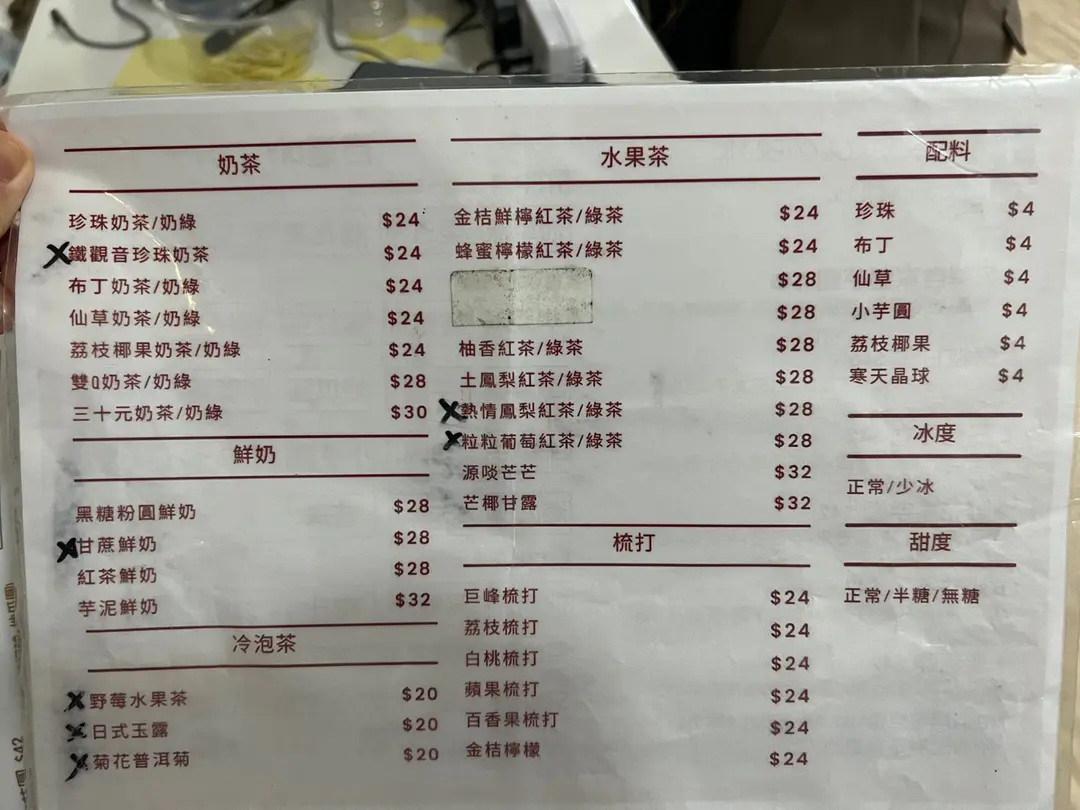 奶茶
珍珠奶茶/奶綠 $24
鐵觀音珍珠奶茶 $24
布丁奶茶/奶綠 $24
仙草奶茶/奶綠 $24
荔枝椰果奶茶/奶綠 $24
雙Q奶茶/奶綠 $28
三十元奶茶/奶綠 $30
鮮奶
黑糖粉圓鮮奶 $28
甘蔗鮮奶 $28
紅茶鮮奶 $28
芋泥鮮奶 $32
冷泡茶
野莓水果茶 $20
日式玉露 $20
菊花普洱菊 $20
水果茶
金桔鮮檸紅茶/綠茶 $24
蜂蜜檸檬紅茶/綠茶 $24
$28
$28
柚香紅茶/綠茶 $28
土鳳梨紅茶/綠茶 $28
熱情鳳梨紅茶/綠茶 $28
粒粒葡萄紅茶/綠茶 $28
源啖芒芒 $32
芒椰甘露 $32
梳打
巨峰梳打 $24
荔枝梳打 $24
白桃梳打 $24
蘋果梳打 $24
百香果梳打 $24
金桔檸檬 $24
配料
珍珠 $4
布丁 $4
仙草 $4
小芋圓 $4
荔枝椰果 $4
寒天晶球 $4
冰度
正常/少冰
甜度
正常/半糖/無糖